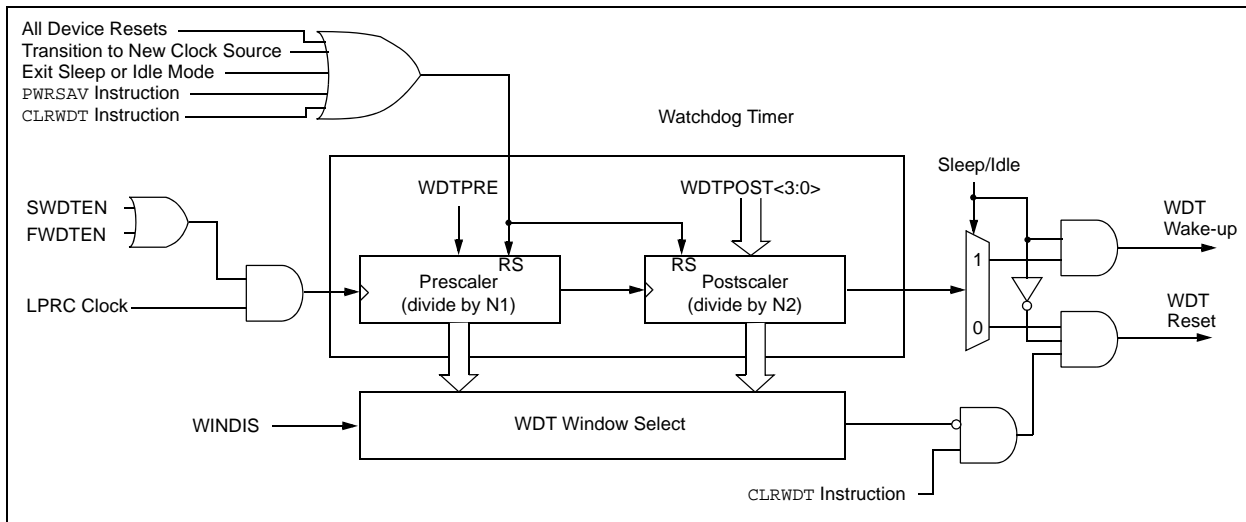 All Device Resets
Transition to New Clock Source
Exit Sleep or Idle Mode
PWRSAV Instruction
CLRWDT Instruction
Watchdog Timer
Sleep/Idle
WDTPRE
WDTPOST<3:0>
SWDTEN
FWDTEN
WDT
Wake-up
RS
RS
Prescaler
(divide by N1)
Postscaler
(divide by N2)
1
LPRC Clock
WDT
Reset
0
WINDIS
WDT Window Select
CLRWDT Instruction